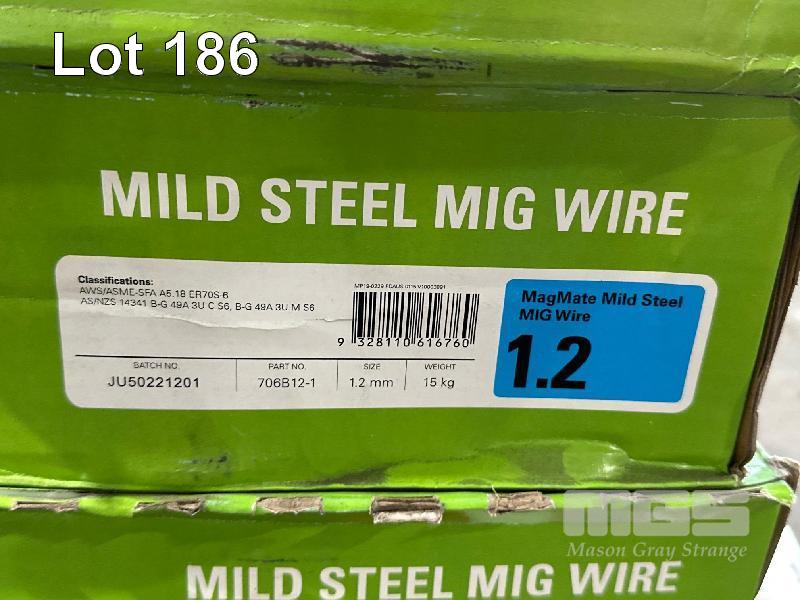 Lot 186
MILD STEEL MIG WIRE
Classifications:
AWS/ASME-SFA A5.18 ER70S-6
AS/NZS 14341 B-G 49A 3U C S6, B-G 49A 3U M S6
9 328110 616760
MagMate Mild Steel
MIG Wire
1.2
BATCH NO. PART NO. SIZE WEIGHT
JU50221201 706B12-1 1.2 mm 15 kg
MGS
Mason Gray Strange
MILD STEEL MIG WIRE